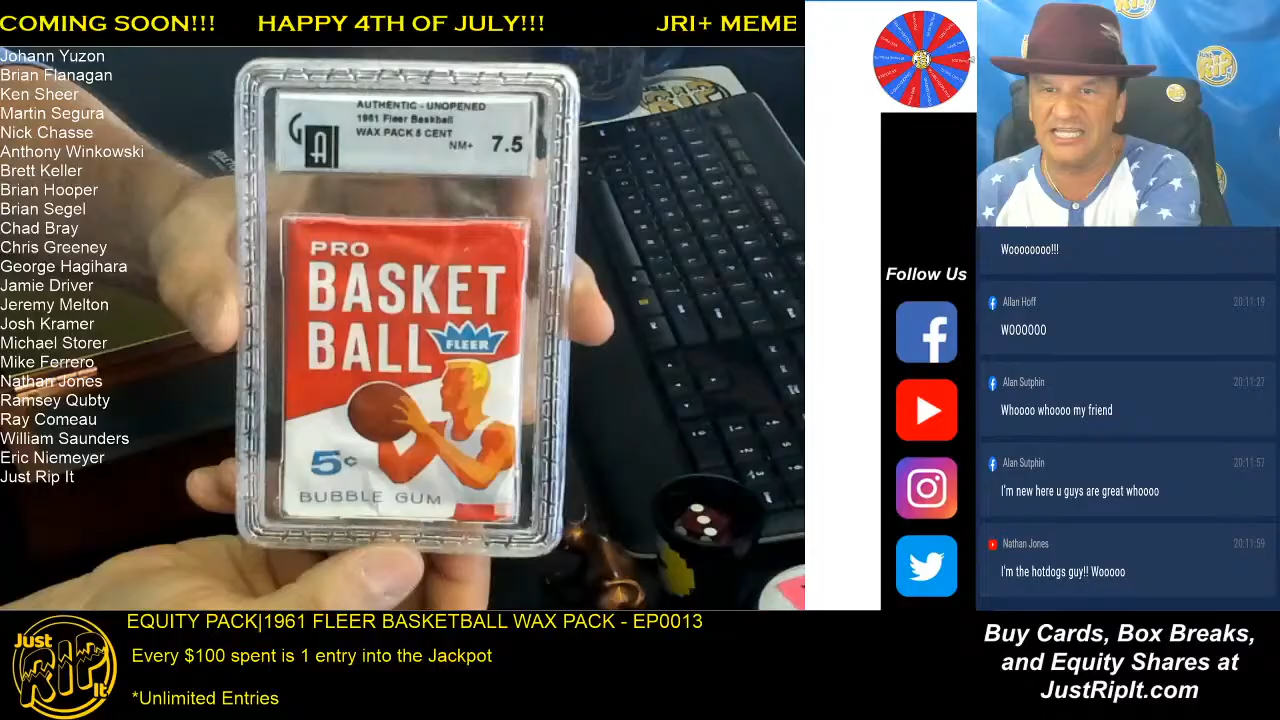 COMING SOON!!! HAPPY 4TH OF JULY!!! JRI+ MEME
Johann Yuzon
Brian Flanagan
Ken Sheer
Martin Segura
Nick Chasse
Anthony Winkowski
Brett Keller
Brian Hooper
Brian Segel
Chad Bray
Chris Greeney
George Hagihara
Jamie Driver
Jeremy Melton
Josh Kramer
Michael Storer
Mike Ferrero
Nathan Jones
Ramsey Qubty
Ray Comeau
William Saunders
Eric Niemeyer
Just Rip It
AUTHENTIC - UNOPENED
1961 Fleer Baskball
WAX PACK 5 CENT
NM+ 7.5
GAI
PRO
BASKET
BALL
FLEER
5¢
BUBBLE GUM
Follow Us
Woooooooo!!!
Allan Hoff 20:11:19
WOOOOOO
Alan Sutphin 20:11:27
Whoooo whoooo my friend
Alan Sutphin 20:11:57
I'm new here u guys are great whoooo
Nathan Jones 20:11:59
I'm the hotdogs guy!! Wooooo
Just
RIP
It
EQUITY PACK|1961 FLEER BASKETBALL WAX PACK - EP0013
Every $100 spent is 1 entry into the Jackpot
*Unlimited Entries
Buy Cards, Box Breaks,
and Equity Shares at
JustRipIt.com